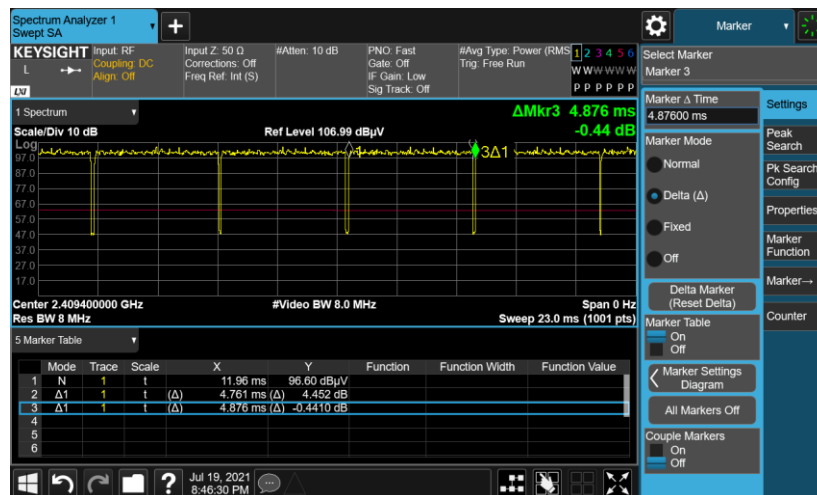 Spectrum Analyzer 1
Swept SA
Marker
KEYSIGHT Input: RF Input Z: 50 Ω #Atten: 10 dB PNO: Fast #Avg Type: Power (RMS 1 2 3 4 5 6
L Coupling: DC Corrections: Off Gate: Off Trig: Free Run
Align: Off Freq Ref: Int (S) IF Gain: Low W W W W W W
LXI Sig Track: Off P P P P P P
Select Marker
Marker 3
1 Spectrum
ΔMkr3 4.876 ms
Scale/Div 10 dB Ref Level 106.99 dBµV -0.44 dB
Log
97.0
87.0
77.0
67.0
57.0
47.0
37.0
27.0
17.0
1
3Δ1
Center 2.409400000 GHz #Video BW 8.0 MHz Span 0 Hz
Res BW 8 MHz Sweep 23.0 ms (1001 pts)
5 Marker Table
Mode Trace Scale X Y Function Function Width Function Value
1 N 1 t 11.96 ms 96.60 dBµV
2 Δ1 1 t (Δ) 4.761 ms (Δ) 4.452 dB
3 Δ1 1 t (Δ) 4.876 ms (Δ) -0.4410 dB
4
5
6
Marker Δ Time
4.87600 ms
Marker Mode
Normal
Delta (Δ)
Fixed
Off
Delta Marker
(Reset Delta)
Marker Table
On
Off
Marker Settings
Diagram
All Markers Off
Couple Markers
On
Off
Settings
Peak
Search
Pk Search
Config
Properties
Marker
Function
Marker→
Counter
?
Jul 19, 2021
8:46:30 PM